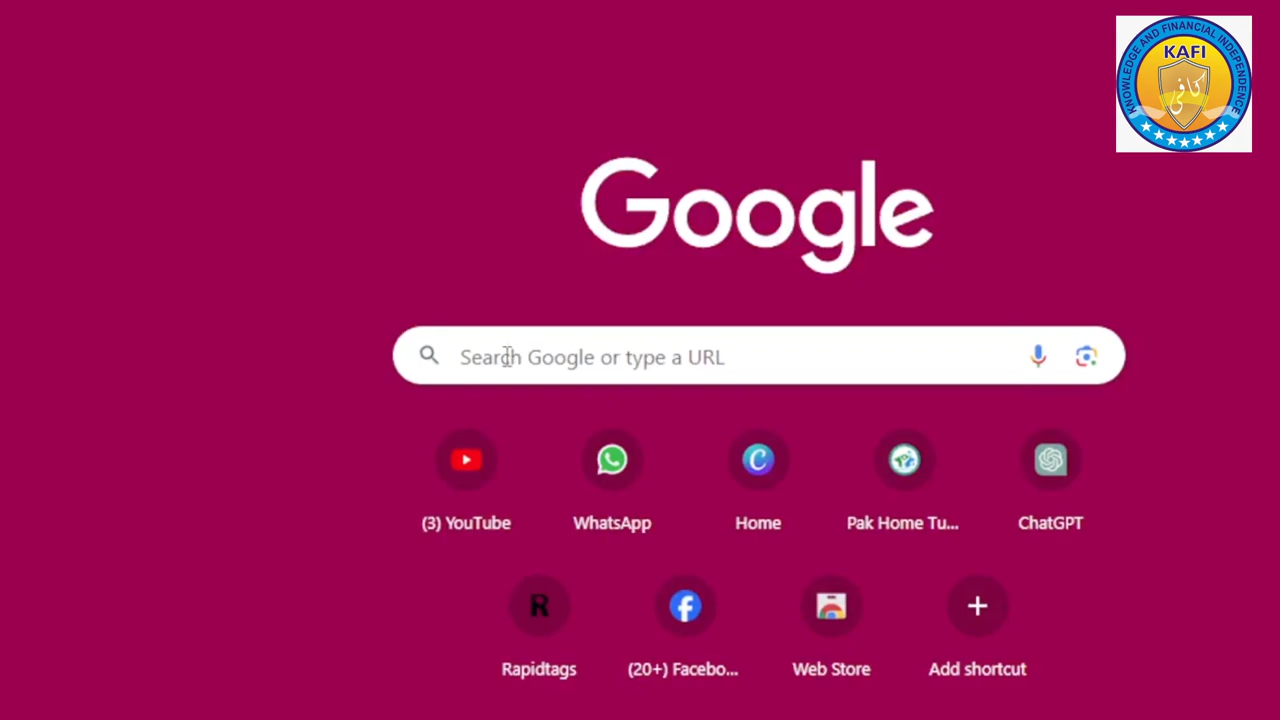 KNOWLEDGE AND FINANCIAL INDEPENDENCE
KAFI
کافی
Google
Search Google or type a URL
(3) YouTube
WhatsApp
Home
Pak Home Tu...
ChatGPT
R
Rapidtags
(20+) Facebo...
Web Store
Add shortcut